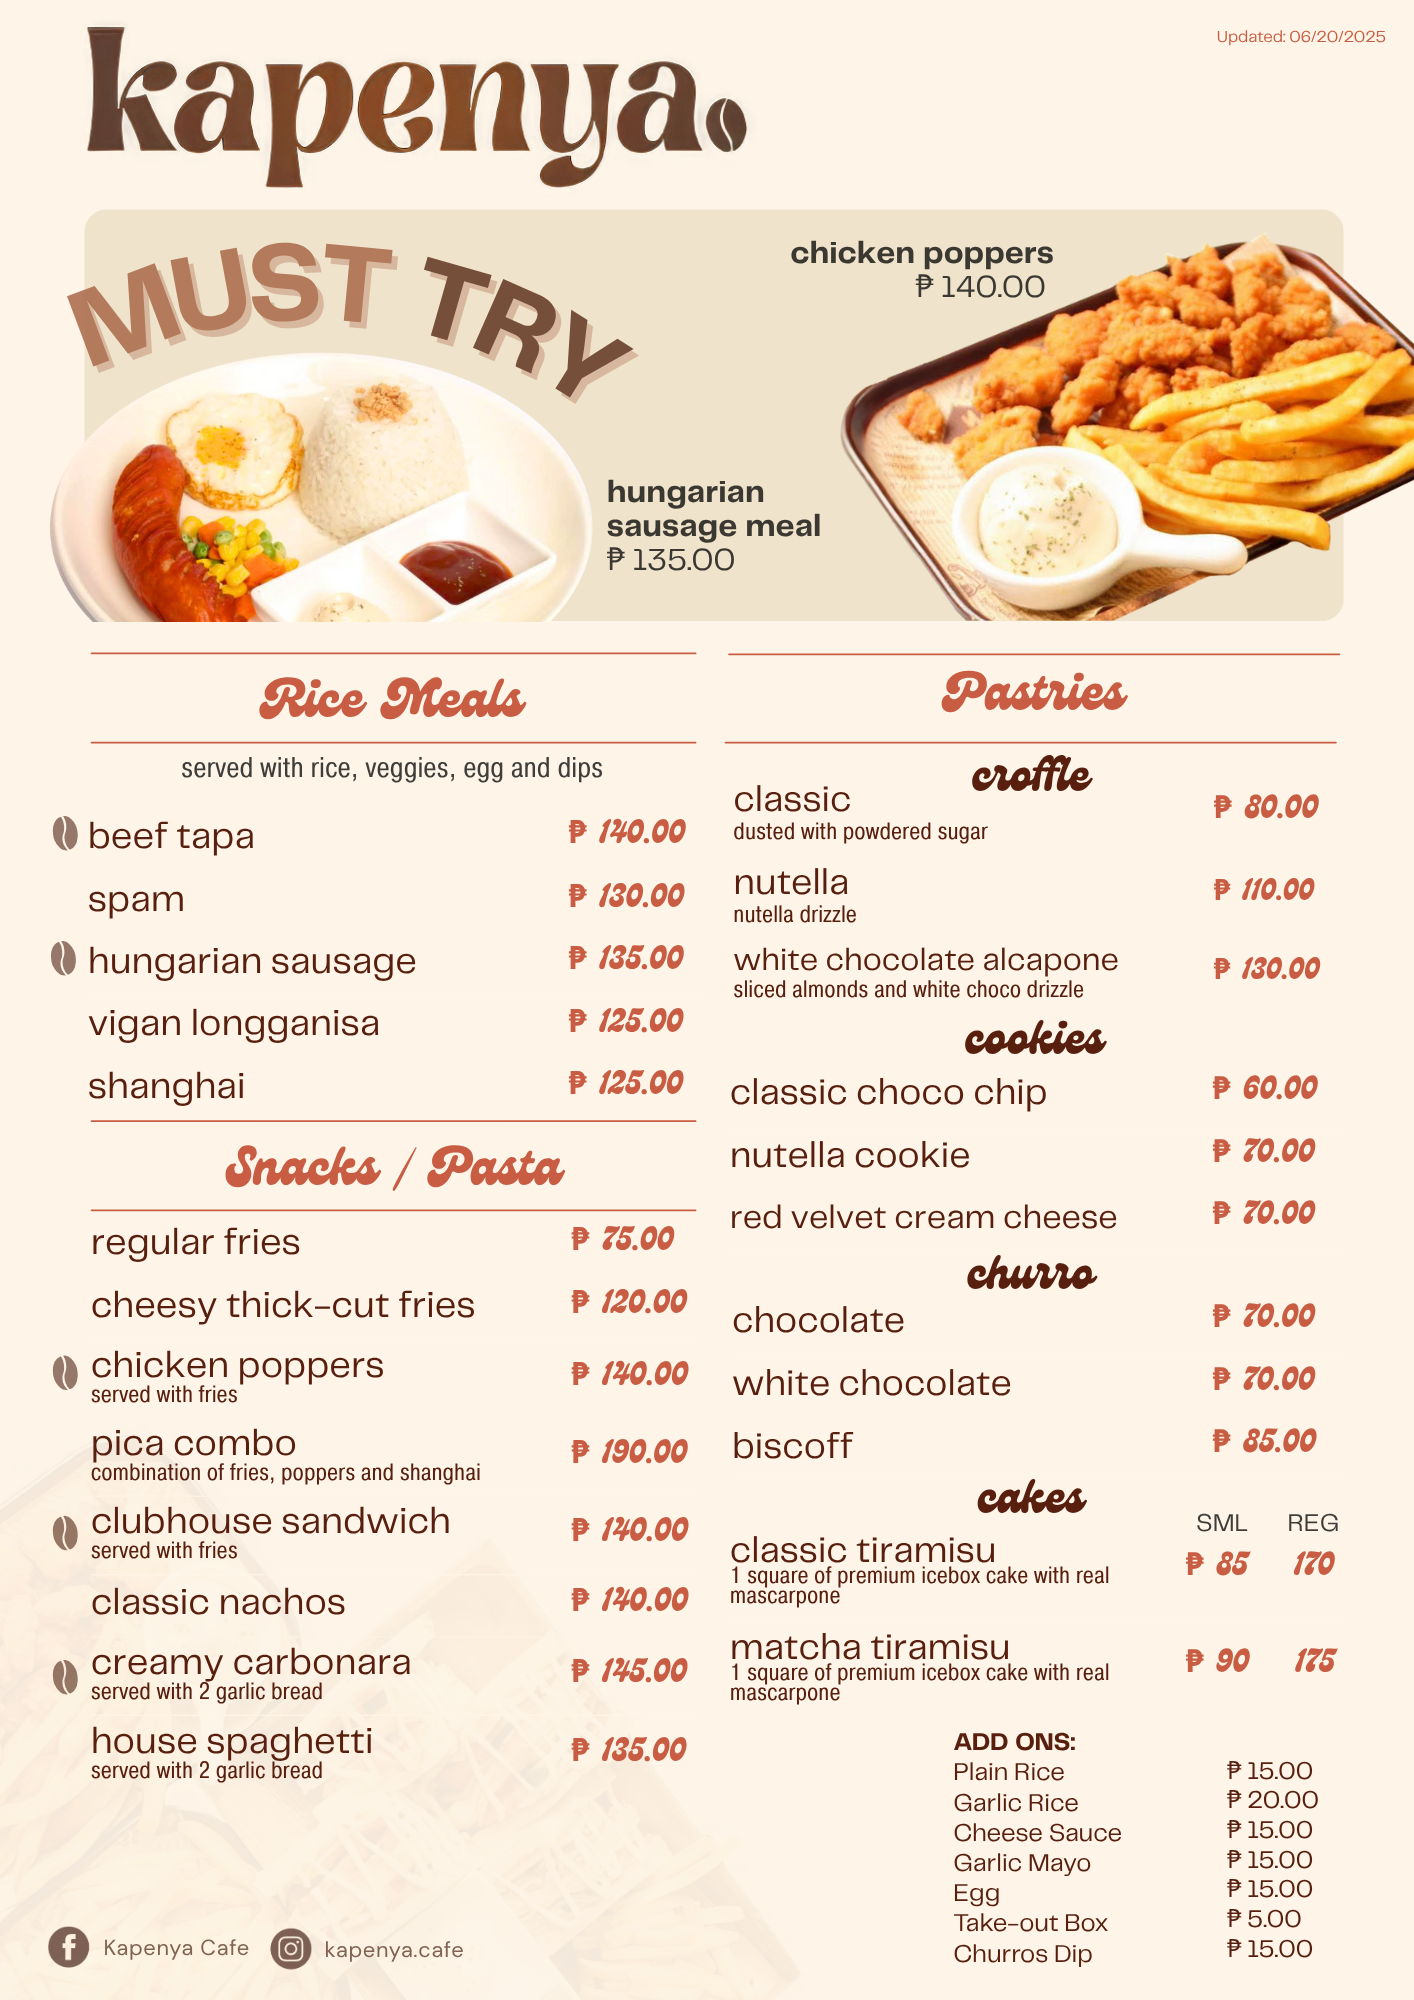 kapenya
Updated: 06/20/2025
MUST TRY
chicken poppers
₱ 140.00
hungarian
sausage meal
₱ 135.00
Rice Meals
served with rice, veggies, egg and dips
beef tapa ₱ 140.00
spam ₱ 130.00
hungarian sausage ₱ 135.00
vigan longganisa ₱ 125.00
shanghai ₱ 125.00
Snacks / Pasta
regular fries ₱ 75.00
cheesy thick-cut fries ₱ 120.00
chicken poppers ₱ 140.00
served with fries
pica combo ₱ 190.00
combination of fries, poppers and shanghai
clubhouse sandwich ₱ 140.00
served with fries
classic nachos ₱ 140.00
creamy carbonara ₱ 145.00
served with 2 garlic bread
house spaghetti ₱ 135.00
served with 2 garlic bread
Pastries
croffle
classic ₱ 80.00
dusted with powdered sugar
nutella ₱ 110.00
nutella drizzle
white chocolate alcapone ₱ 130.00
sliced almonds and white choco drizzle
cookies
classic choco chip ₱ 60.00
nutella cookie ₱ 70.00
red velvet cream cheese ₱ 70.00
churro
chocolate ₱ 70.00
white chocolate ₱ 70.00
biscoff ₱ 85.00
cakes
SML REG
classic tiramisu ₱ 85 170
1 square of premium icebox cake with real
mascarpone
matcha tiramisu ₱ 90 175
1 square of premium icebox cake with real
mascarpone
ADD ONS:
Plain Rice ₱ 15.00
Garlic Rice ₱ 20.00
Cheese Sauce ₱ 15.00
Garlic Mayo ₱ 15.00
Egg ₱ 15.00
Take-out Box ₱ 5.00
Churros Dip ₱ 15.00
Kapenya Cafe kapenya.cafe